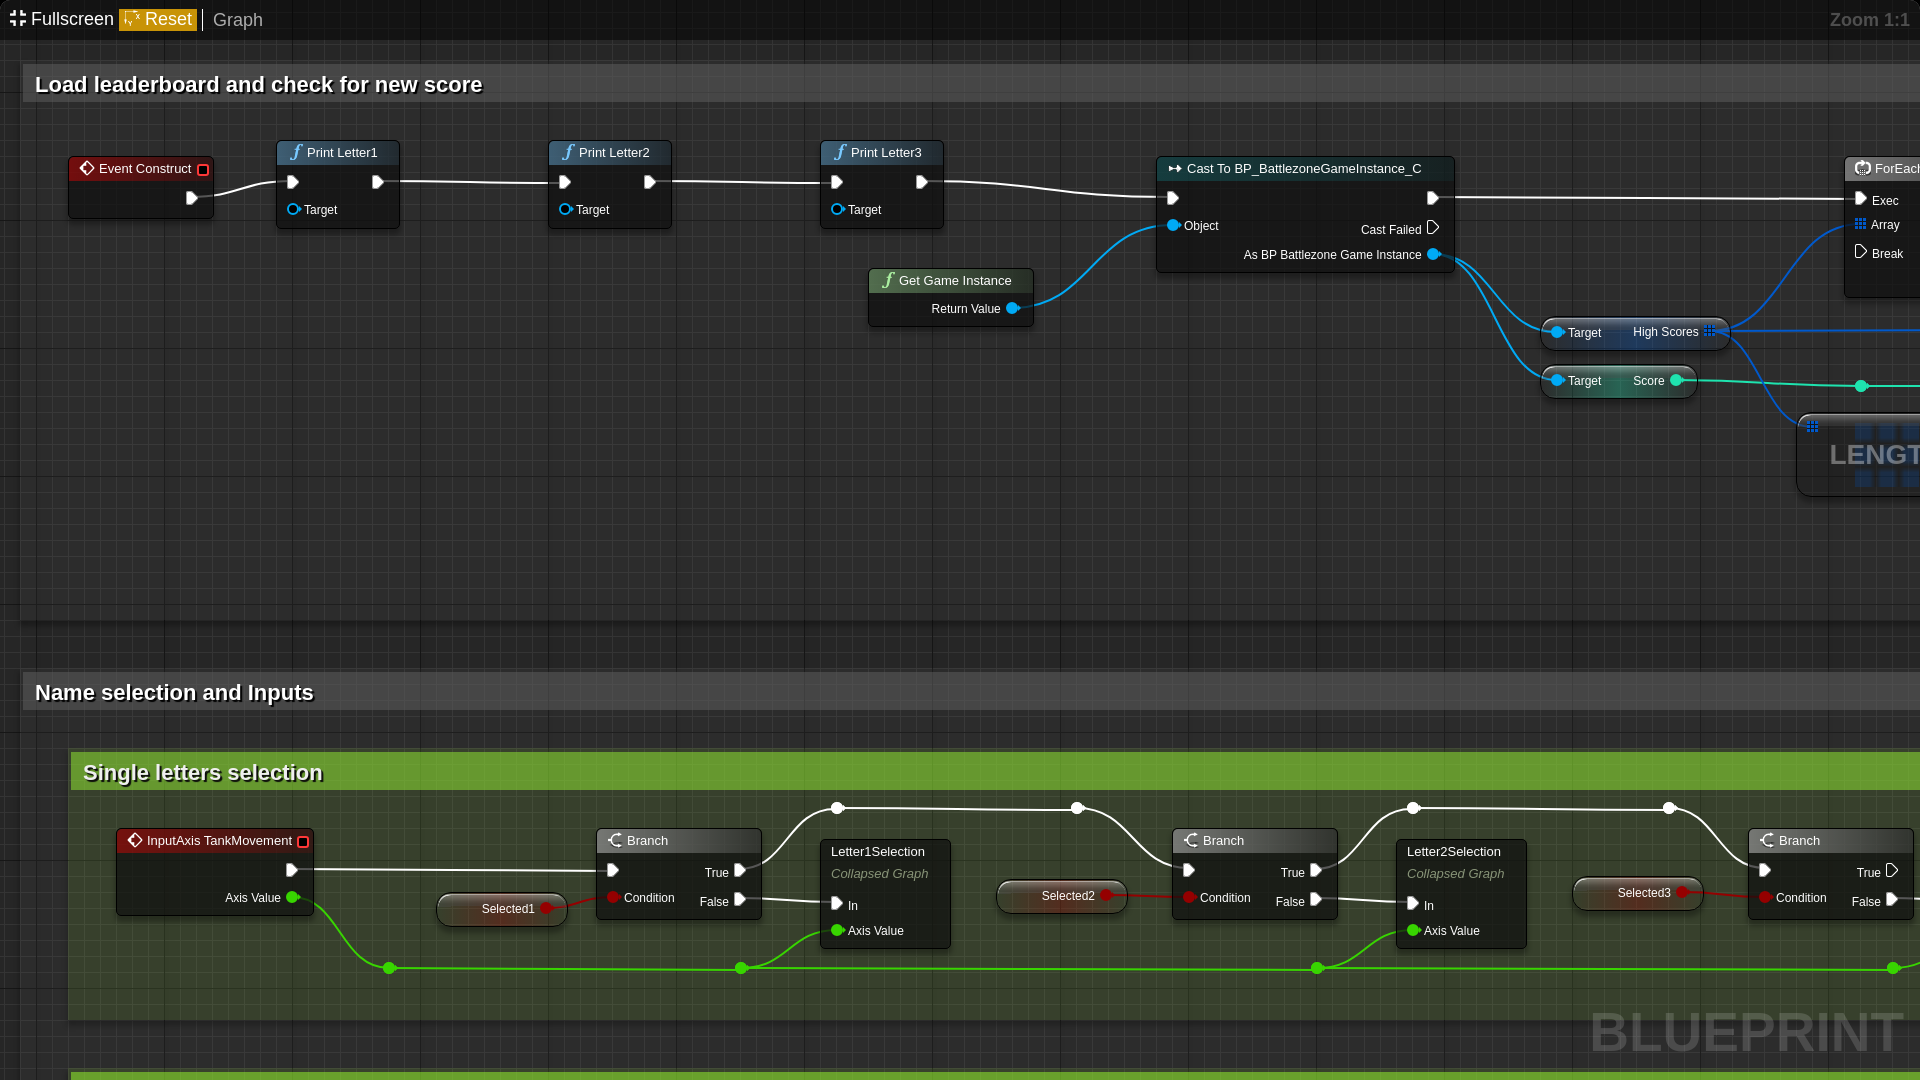 Fullscreen Reset Graph Zoom 1:1
Load leaderboard and check for new score
Event Construct
Print Letter1
Target
Print Letter2
Target
Print Letter3
Target
Get Game Instance
Return Value
Cast To BP_BattlezoneGameInstance_C
Object
Cast Failed
As BP Battlezone Game Instance
Target High Scores
Target Score
ForEach
Exec
Array
Break
LENGT
Name selection and Inputs
Single letters selection
InputAxis TankMovement
Axis Value
Selected1
Branch
True
Condition
False
Letter1Selection
Collapsed Graph
In
Axis Value
Selected2
Branch
True
Condition
False
Letter2Selection
Collapsed Graph
In
Axis Value
Selected3
Branch
True
Condition
False
BLUEPRINT